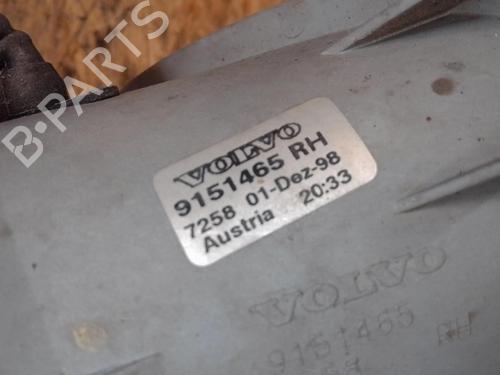 B-PARTS
VOLVO
9151465 RH
7258 01-Dez-98
Austria 20:33
VOLVO
9151465 RH